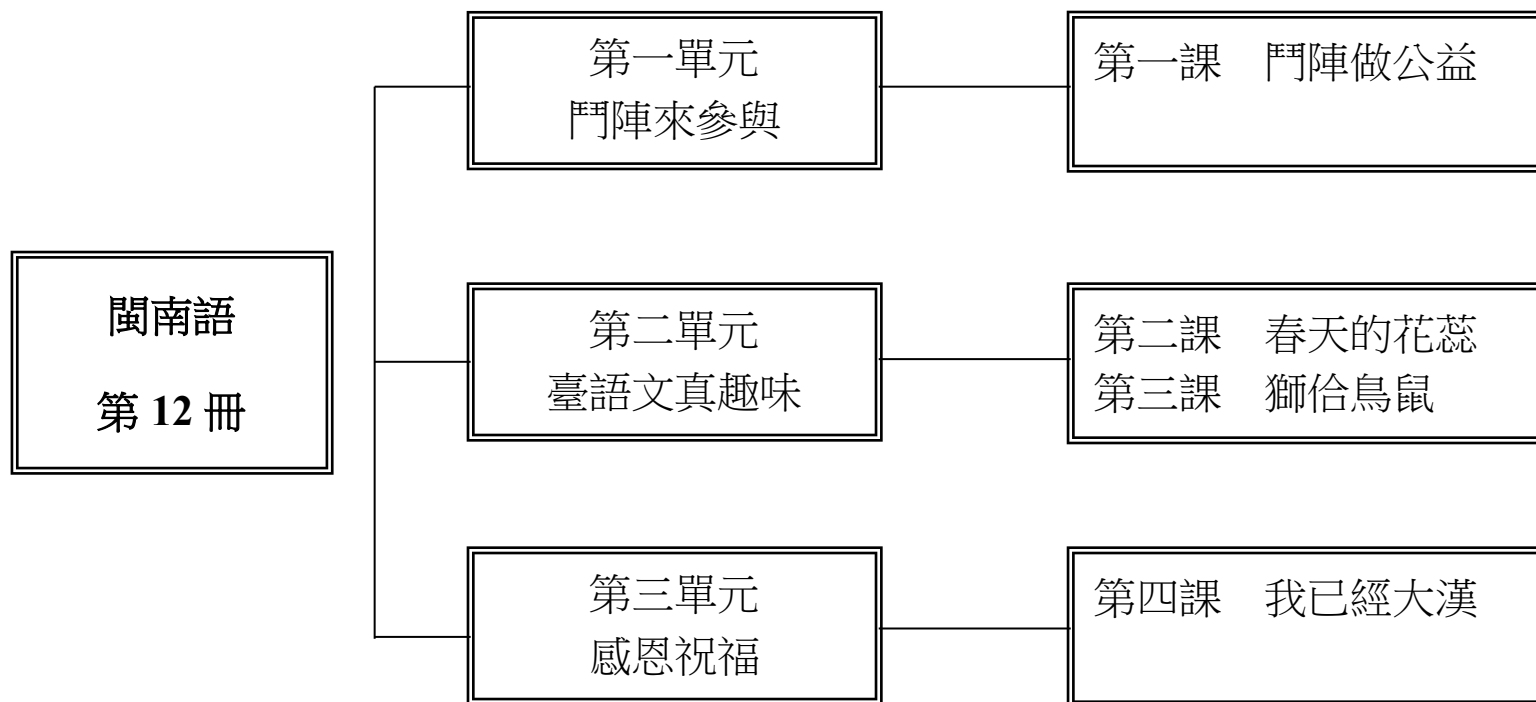 閩南語
第 12 冊
第一單元
鬥陣來參與
第一課　鬥陣做公益
第二單元
臺語文真趣味
第二課　春天的花蕊
第三課　獅佮鳥鼠
第三單元
感恩祝福
第四課　我已經大漢